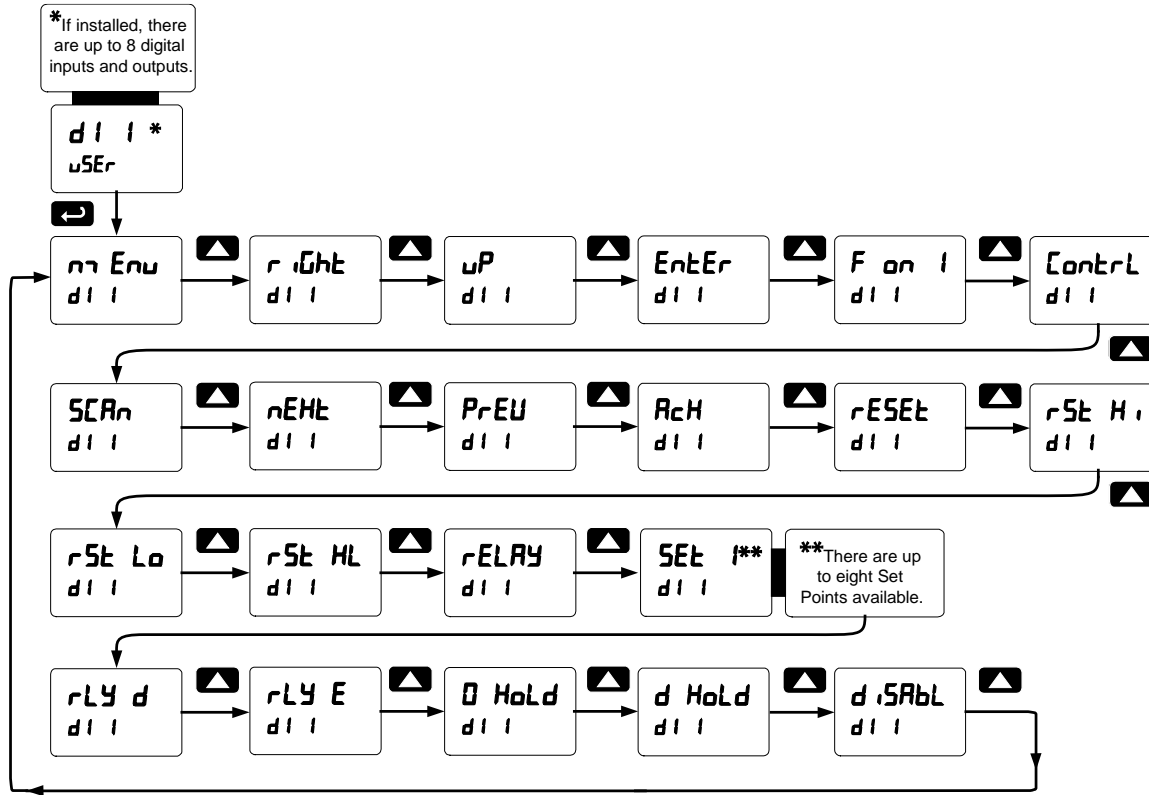 *If installed, there
are up to 8 digital
inputs and outputs.
dI 1 *
uSEr
mEnu
dI 1
riGht
dI 1
uP
dI 1
EntEr
dI 1
F on 1
dI 1
ContrL
dI 1
SCAn
dI 1
nEHt
dI 1
PrEU
dI 1
AcH
dI 1
rESEt
dI 1
rSt Hi
dI 1
rSt Lo
dI 1
rSt HL
dI 1
rELAY
dI 1
SEt 1**
dI 1
**There are up
to eight Set
Points available.
rLY d
dI 1
rLY E
dI 1
O HoLd
dI 1
d HoLd
dI 1
diSAbL
dI 1